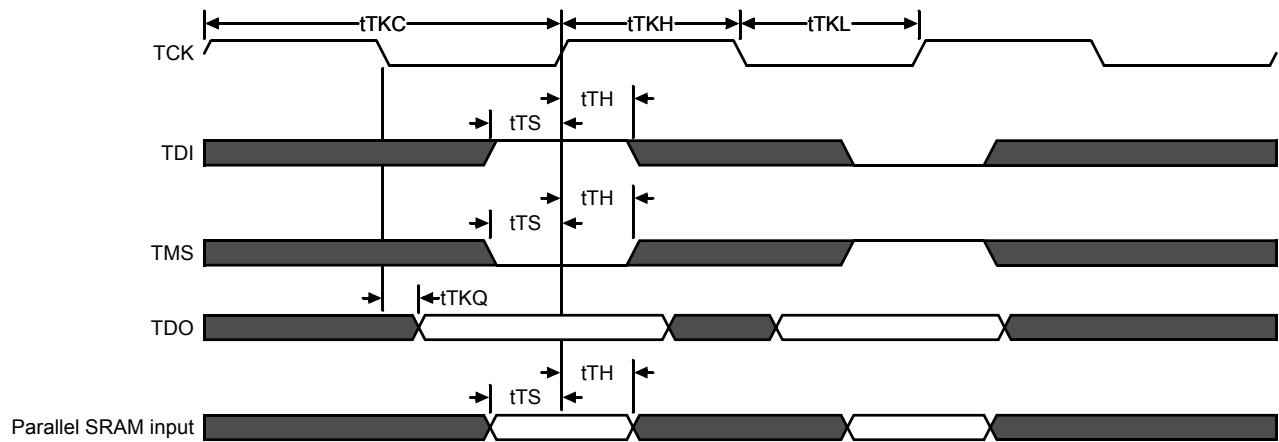 tTKC tTKH tTKL
TCK
tTH
tTS
TDI
tTH
tTS
TMS
tTKQ
TDO
tTH
tTS
Parallel SRAM input